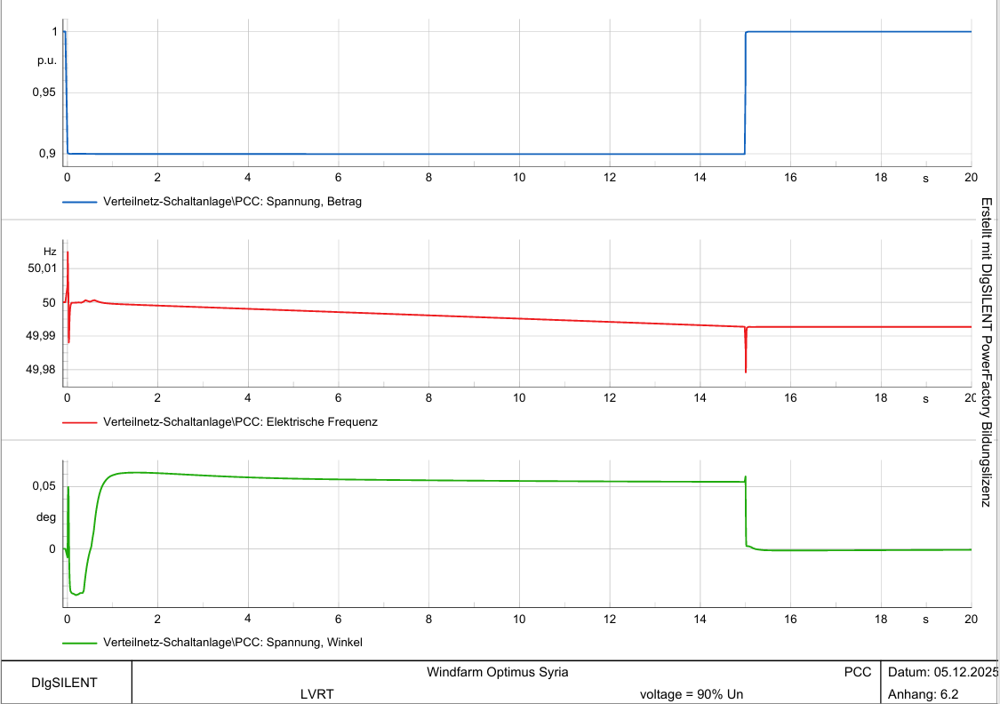 1
p.u.
0,95
0,9
0 2 4 6 8 10 12 14 16 18 s 20
Verteilnetz-Schaltanlage\PCC: Spannung, Betrag
Hz
50,01
50
49,99
49,98
0 2 4 6 8 10 12 14 16 18 s 20
Verteilnetz-Schaltanlage\PCC: Elektrische Frequenz
0,05
deg
0
0 2 4 6 8 10 12 14 16 18 s 20
Verteilnetz-Schaltanlage\PCC: Spannung, Winkel
Erstellt mit DIgSILENT PowerFactory Bildungslizenz
DIgSILENT
Windfarm Optimus Syria PCC
LVRT voltage = 90% Un
Datum: 05.12.2025
Anhang: 6.2